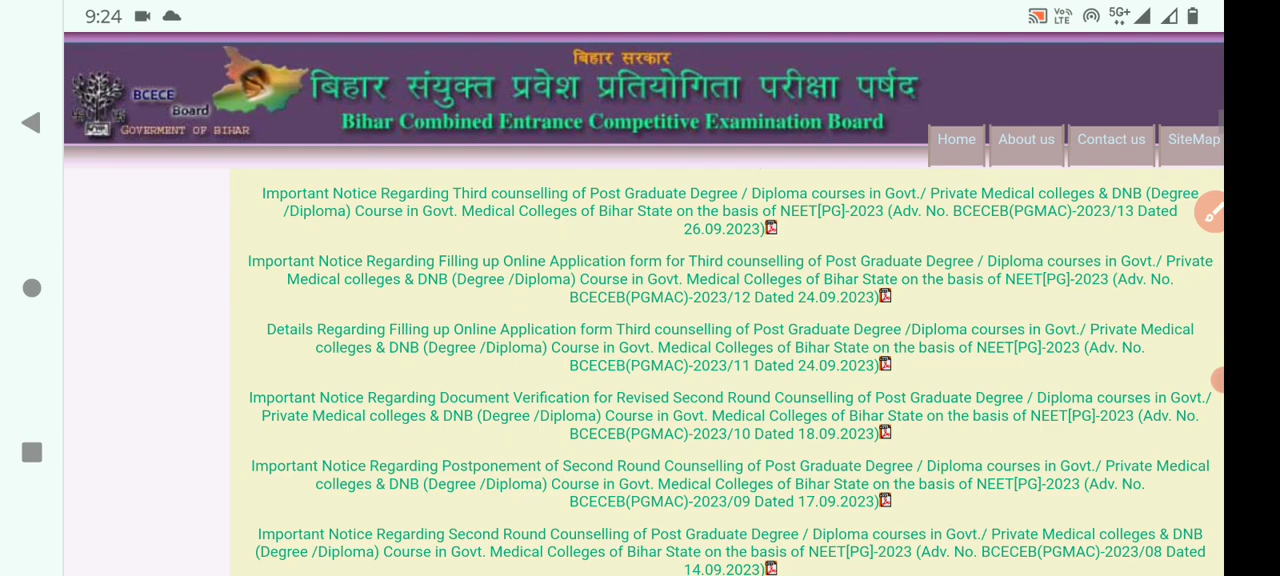 9:24
Vo LTE
5G+
बिहार सरकार
बिहार संयुक्त प्रवेश प्रतियोगिता परीक्षा पर्षद
BCECE
Board
GOVERMENT OF BIHAR
Bihar Combined Entrance Competitive Examination Board
Home About us Contact us SiteMap
Important Notice Regarding Third counselling of Post Graduate Degree / Diploma courses in Govt./ Private Medical colleges & DNB (Degree
/Diploma) Course in Govt. Medical Colleges of Bihar State on the basis of NEET[PG]-2023 (Adv. No. BCECEB(PGMAC)-2023/13 Dated
26.09.2023)
Important Notice Regarding Filling up Online Application form for Third counselling of Post Graduate Degree / Diploma courses in Govt./ Private
Medical colleges & DNB (Degree /Diploma) Course in Govt. Medical Colleges of Bihar State on the basis of NEET[PG]-2023 (Adv. No.
BCECEB(PGMAC)-2023/12 Dated 24.09.2023)
Details Regarding Filling up Online Application form Third counselling of Post Graduate Degree /Diploma courses in Govt./ Private Medical
colleges & DNB (Degree /Diploma) Course in Govt. Medical Colleges of Bihar State on the basis of NEET[PG]-2023 (Adv. No.
BCECEB(PGMAC)-2023/11 Dated 24.09.2023)
Important Notice Regarding Document Verification for Revised Second Round Counselling of Post Graduate Degree / Diploma courses in Govt./
Private Medical colleges & DNB (Degree /Diploma) Course in Govt. Medical Colleges of Bihar State on the basis of NEET[PG]-2023 (Adv. No.
BCECEB(PGMAC)-2023/10 Dated 18.09.2023)
Important Notice Regarding Postponement of Second Round Counselling of Post Graduate Degree / Diploma courses in Govt./ Private Medical
colleges & DNB (Degree /Diploma) Course in Govt. Medical Colleges of Bihar State on the basis of NEET[PG]-2023 (Adv. No.
BCECEB(PGMAC)-2023/09 Dated 17.09.2023)
Important Notice Regarding Second Round Counselling of Post Graduate Degree / Diploma courses in Govt./ Private Medical colleges & DNB
(Degree /Diploma) Course in Govt. Medical Colleges of Bihar State on the basis of NEET[PG]-2023 (Adv. No. BCECEB(PGMAC)-2023/08 Dated
14.09.2023)